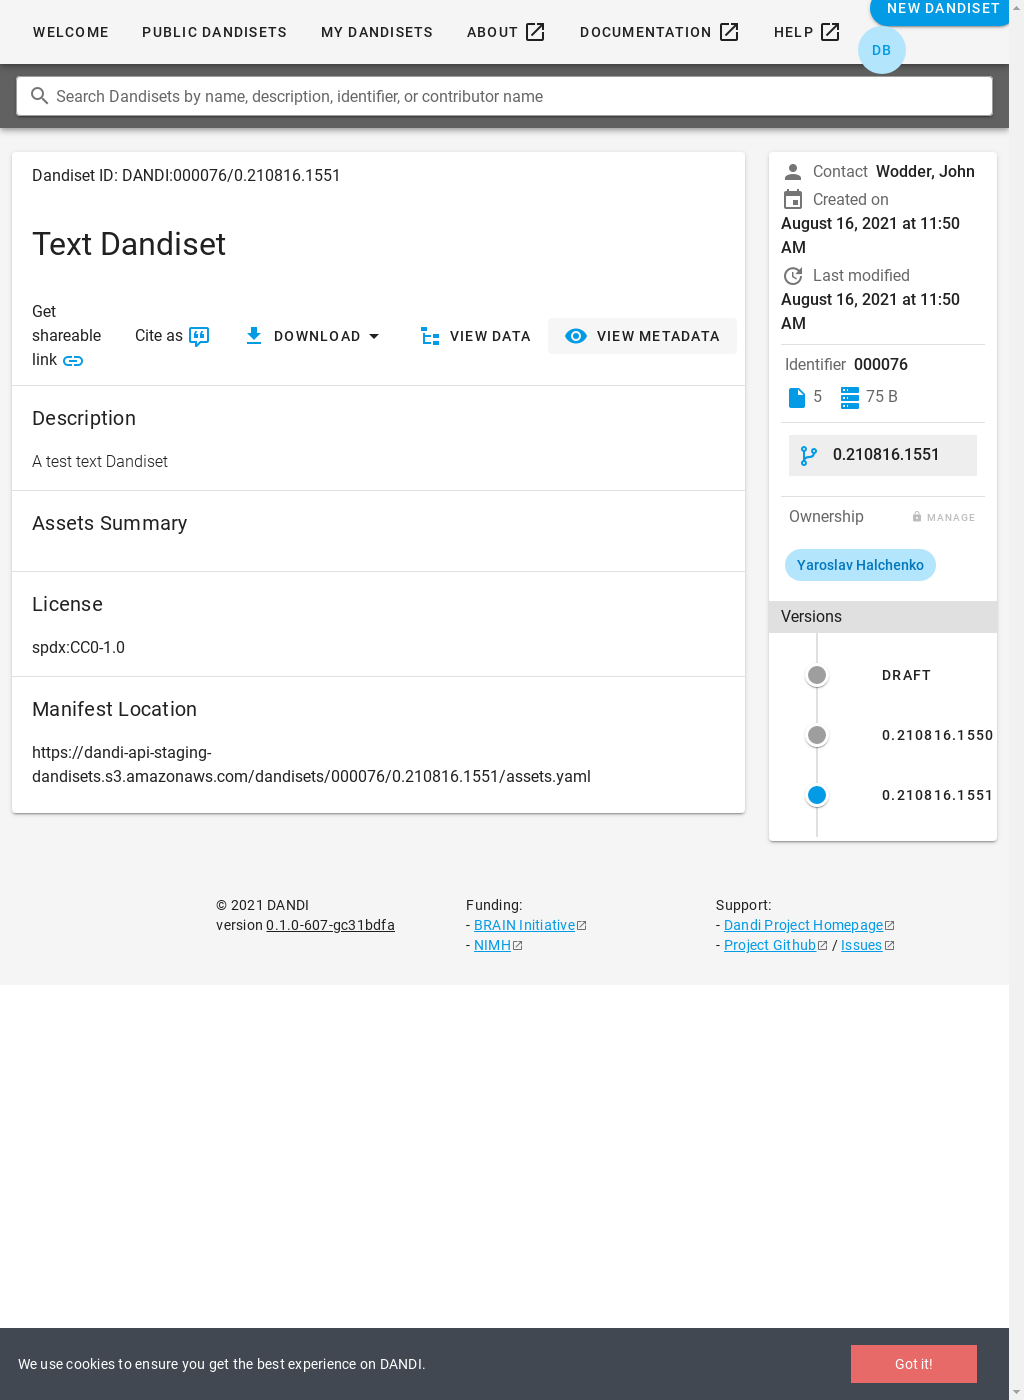 WELCOME
PUBLIC DANDISETS
MY DANDISETS
ABOUT
DOCUMENTATION
HELP
NEW DANDISET
DB
Search Dandisets by name, description, identifier, or contributor name
Dandiset ID: DANDI:000076/0.210816.1551
Text Dandiset
Get
shareable
link
Cite as
DOWNLOAD
VIEW DATA
VIEW METADATA
Description
A test text Dandiset
Assets Summary
License
spdx:CC0-1.0
Manifest Location
https://dandi-api-staging-
dandisets.s3.amazonaws.com/dandisets/000076/0.210816.1551/assets.yaml
Contact Wodder, John
Created on
August 16, 2021 at 11:50
AM
Last modified
August 16, 2021 at 11:50
AM
Identifier 000076
5 75 B
0.210816.1551
Ownership
MANAGE
Yaroslav Halchenko
Versions
DRAFT
0.210816.1550
0.210816.1551
© 2021 DANDI
version 0.1.0-607-gc31bdfa
Funding:
- BRAIN Initiative
- NIMH
Support:
- Dandi Project Homepage
- Project Github / Issues
We use cookies to ensure you get the best experience on DANDI.
Got it!